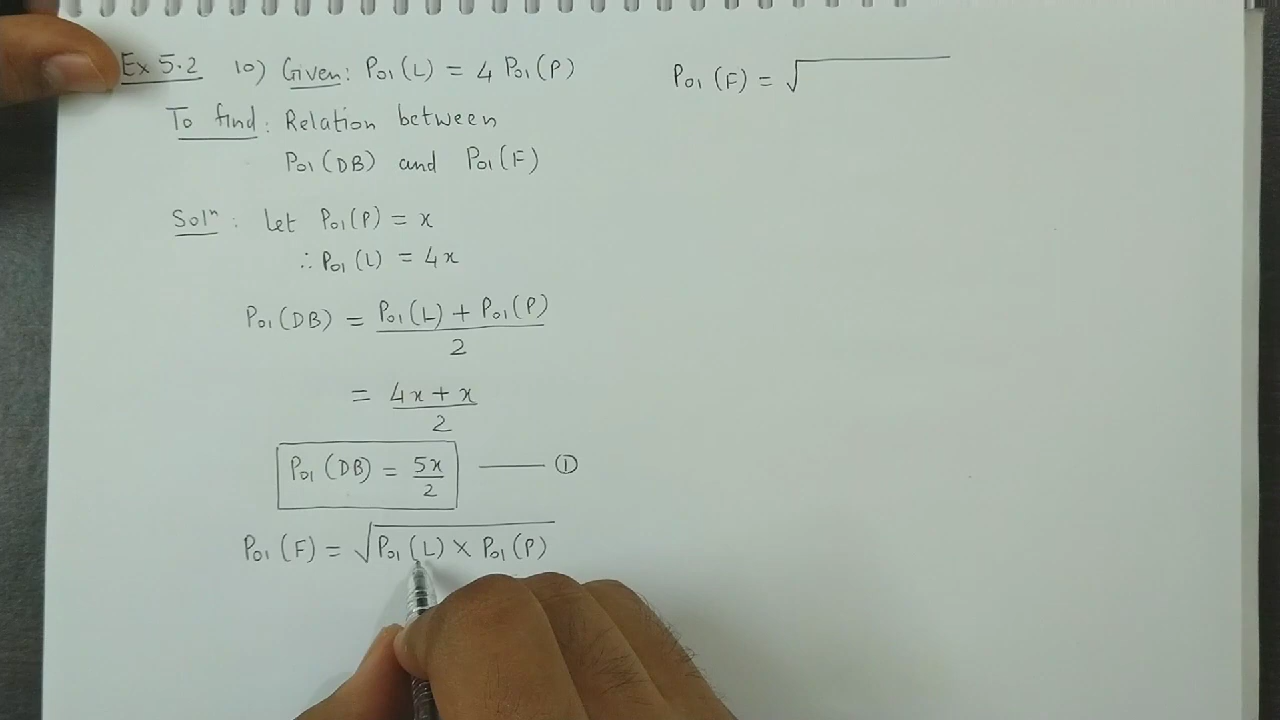 Ex 5.2 10) Given: P₀₁(L) = 4 P₀₁(P)
To find: Relation between
P₀₁(DB) and P₀₁(F)
Solⁿ: Let P₀₁(P) = x
∴ P₀₁(L) = 4x
P₀₁(DB) = (P₀₁(L) + P₀₁(P))/2
= (4x + x)/2
P₀₁(DB) = 5x/2 —— ①
P₀₁(F) = √(P₀₁(L) × P₀₁(P))
P₀₁(F) = √